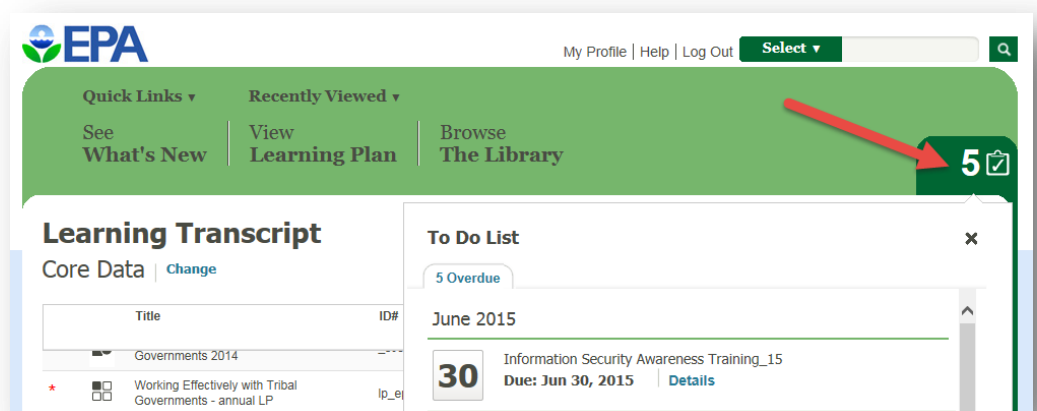 EPA
My Profile | Help | Log Out Select ▾
Quick Links ▾ Recently Viewed ▾
See View Browse
What's New Learning Plan The Library
5
Learning Transcript
Core Data | Change
To Do List
5 Overdue
Title ID#
June 2015
Governments 2014
30
Information Security Awareness Training_15
Due: Jun 30, 2015 | Details
* Working Effectively with Tribal
Governments - annual LP